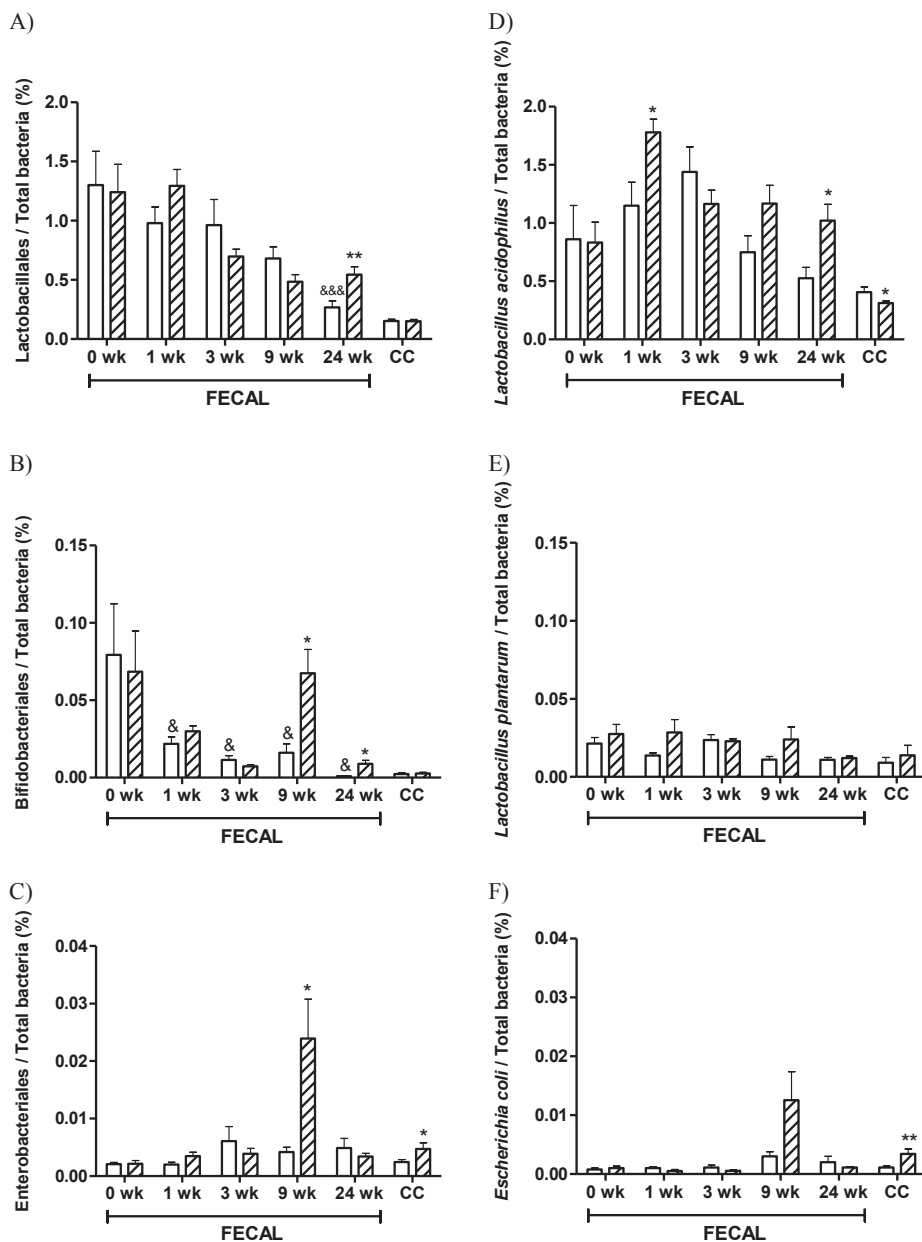 A)
Lactobacillales / Total bacteria (%)
2.0
1.5
1.0
0.5
0.0
&&&
**
0 wk 1 wk 3 wk 9 wk 24 wk CC
FECAL
D)
Lactobacillus acidophilus / Total bacteria (%)
2.0
1.5
1.0
0.5
0.0
*
*
*
0 wk 1 wk 3 wk 9 wk 24 wk CC
FECAL
B)
Bifidobacteriales / Total bacteria (%)
0.15
0.10
0.05
0.00
&
&
&
*
&
*
0 wk 1 wk 3 wk 9 wk 24 wk CC
FECAL
E)
Lactobacillus plantarum / Total bacteria (%)
0.15
0.10
0.05
0.00
0 wk 1 wk 3 wk 9 wk 24 wk CC
FECAL
C)
Enterobacteriales / Total bacteria (%)
0.04
0.03
0.02
0.01
0.00
*
*
0 wk 1 wk 3 wk 9 wk 24 wk CC
FECAL
F)
Escherichia coli / Total bacteria (%)
0.04
0.03
0.02
0.01
0.00
**
0 wk 1 wk 3 wk 9 wk 24 wk CC
FECAL